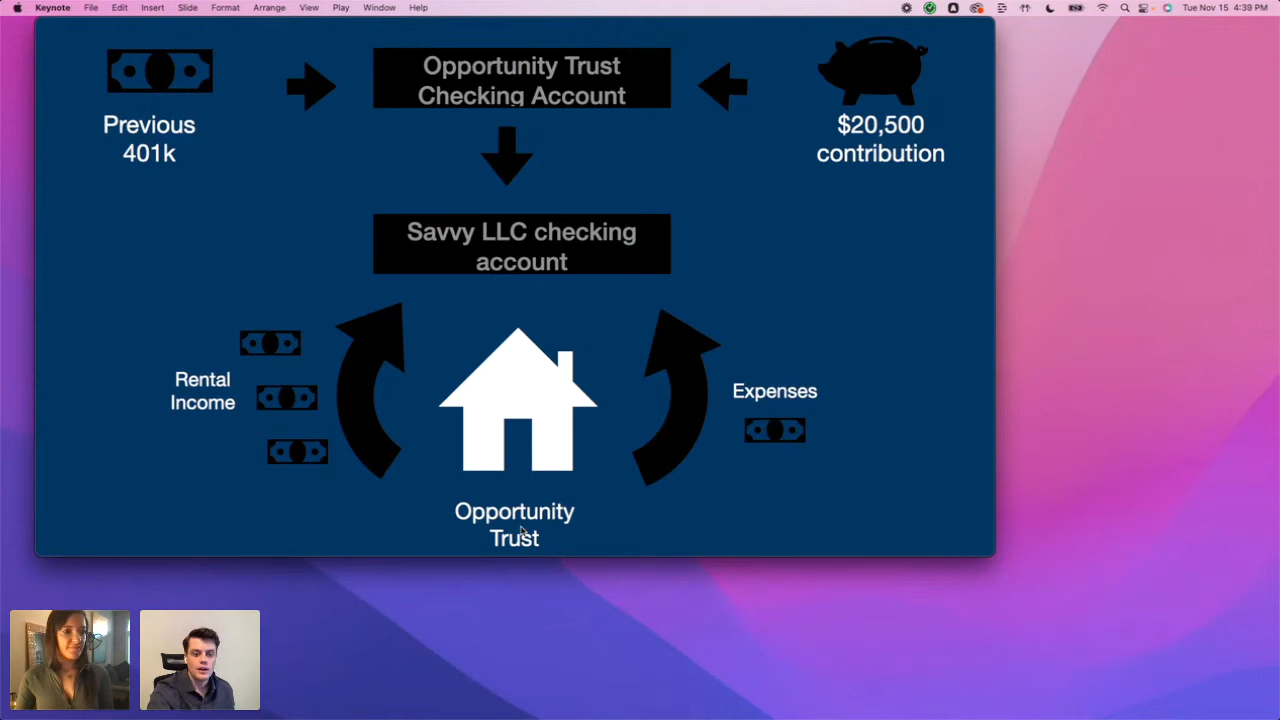 Keynote File Edit Insert Slide Format Arrange View Play Window Help
Tue Nov 15 4:39 PM
Opportunity Trust
Checking Account
Previous
401k
$20,500
contribution
Savvy LLC checking
account
Rental
Income
Expenses
Opportunity
Trust